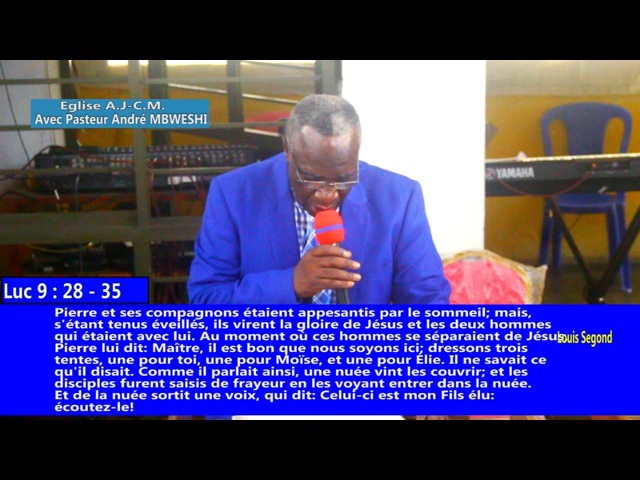 Eglise A.J-C.M.
Avec Pasteur André MBWESHI
YAMAHA
Luc 9 : 28 - 35
Pierre et ses compagnons étaient appesantis par le sommeil; mais,
s'étant tenus éveillés, ils virent la gloire de Jésus et les deux hommes
qui étaient avec lui. Au moment où ces hommes se séparaient de Jésus
Pierre lui dit: Maître, il est bon que nous soyons ici; dressons trois
tentes, une pour toi, une pour Moïse, et une pour Élie. Il ne savait ce
qu'il disait. Comme il parlait ainsi, une nuée vint les couvrir; et les
disciples furent saisis de frayeur en les voyant entrer dans la nuée.
Et de la nuée sortit une voix, qui dit: Celui-ci est mon Fils élu:
écoutez-le!
Louis Segond